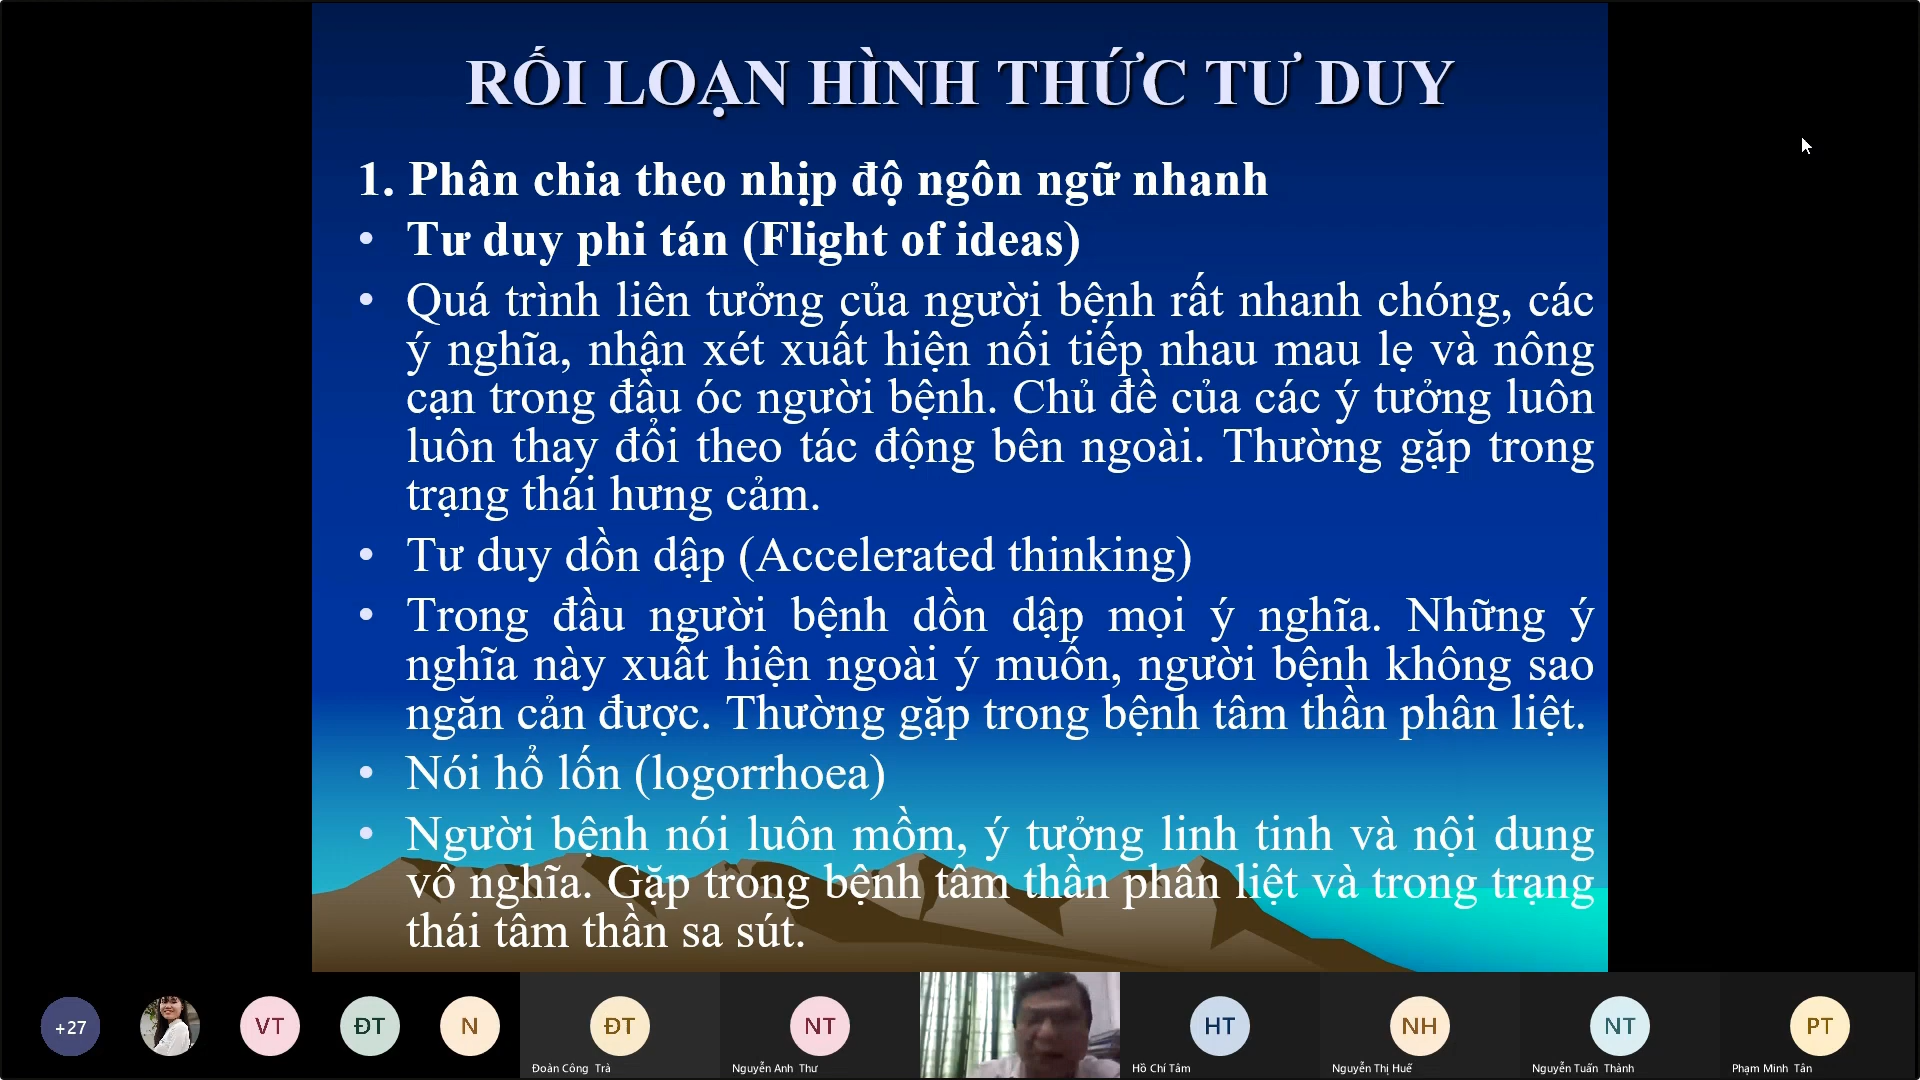 RỐI LOẠN HÌNH THỨC TƯ DUY
1. Phân chia theo nhịp độ ngôn ngữ nhanh
• Tư duy phi tán (Flight of ideas)
• Quá trình liên tưởng của người bệnh rất nhanh chóng, các
ý nghĩa, nhận xét xuất hiện nối tiếp nhau mau lẹ và nông
cạn trong đầu óc người bệnh. Chủ đề của các ý tưởng luôn
luôn thay đổi theo tác động bên ngoài. Thường gặp trong
trạng thái hưng cảm.
• Tư duy dồn dập (Accelerated thinking)
• Trong đầu người bệnh dồn dập mọi ý nghĩa. Những ý
nghĩa này xuất hiện ngoài ý muốn, người bệnh không sao
ngăn cản được. Thường gặp trong bệnh tâm thần phân liệt.
• Nói hổ lốn (logorrhoea)
• Người bệnh nói luôn mồm, ý tưởng linh tinh và nội dung
vô nghĩa. Gặp trong bệnh tâm thần phân liệt và trong trạng
thái tâm thần sa sút.
+27
VT
ĐT
N
ĐT
NT
HT
NH
NT
PT
Đoàn Công Trà
Nguyễn Anh Thư
Hồ Chí Tâm
Nguyễn Thị Huế
Nguyễn Tuấn Thành
Phạm Minh Tân